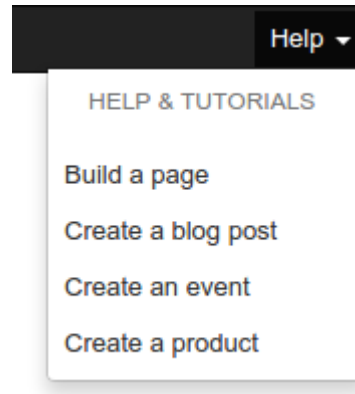 Help
HELP & TUTORIALS
Build a page
Create a blog post
Create an event
Create a product